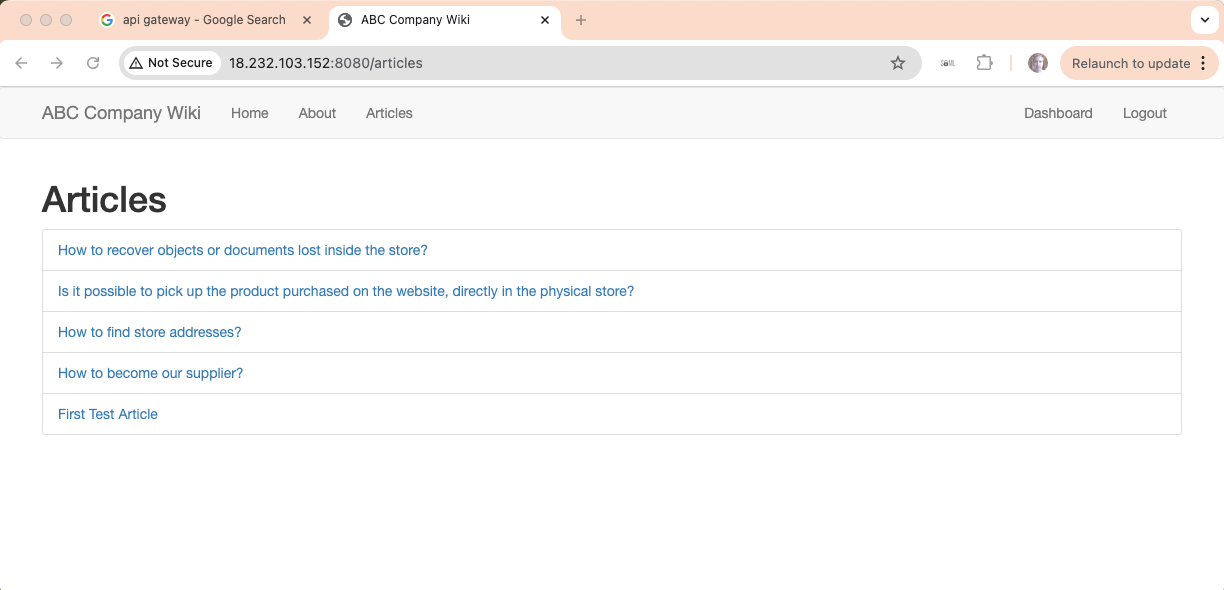 api gateway - Google Search
ABC Company Wiki
Not Secure
18.232.103.152:8080/articles
Relaunch to update
ABC Company Wiki Home About Articles Dashboard Logout
Articles
How to recover objects or documents lost inside the store?
Is it possible to pick up the product purchased on the website, directly in the physical store?
How to find store addresses?
How to become our supplier?
First Test Article